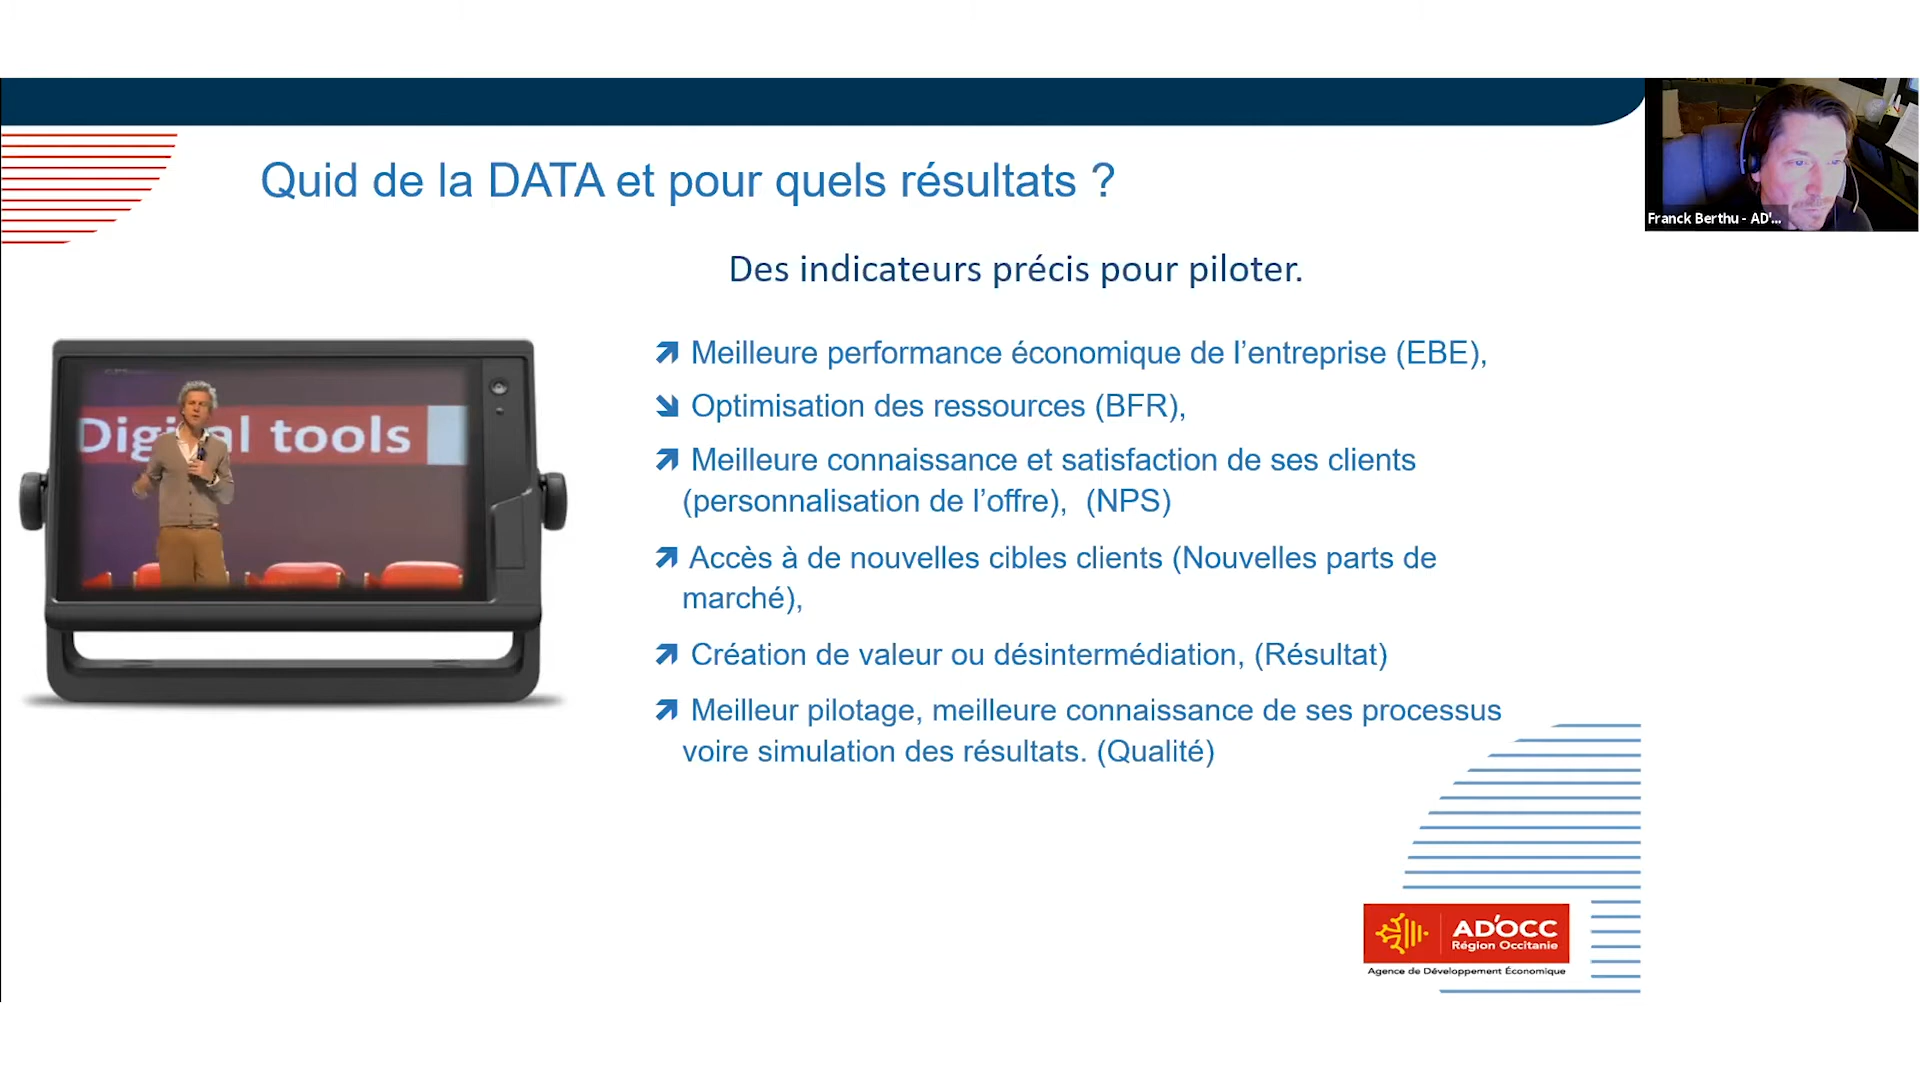 Quid de la DATA et pour quels résultats ?
Franck Berthu - AD'...
Des indicateurs précis pour piloter.
Digital tools
Meilleure performance économique de l’entreprise (EBE),
Optimisation des ressources (BFR),
Meilleure connaissance et satisfaction de ses clients
(personnalisation de l’offre), (NPS)
Accès à de nouvelles cibles clients (Nouvelles parts de
marché),
Création de valeur ou désintermédiation, (Résultat)
Meilleur pilotage, meilleure connaissance de ses processus
voire simulation des résultats. (Qualité)
AD'OCC
Région Occitanie
Agence de Développement Économique